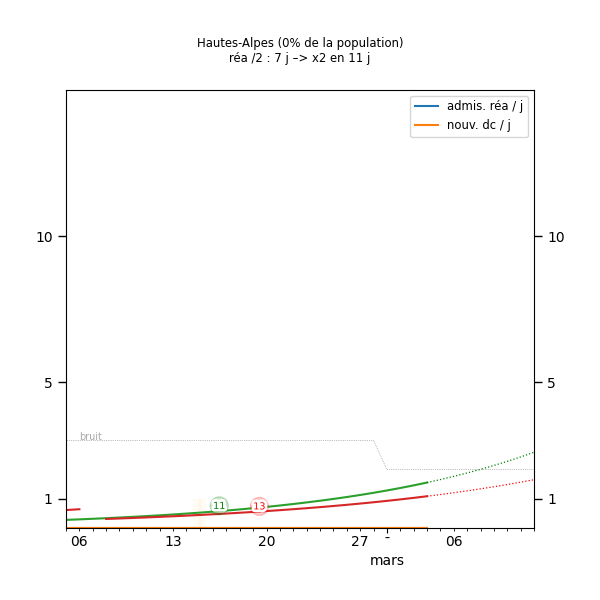 Hautes-Alpes (0% de la population)
réa /2 : 7 j –> x2 en 11 j
admis. réa / j
nouv. dc / j
10 10
5 5
bruit
11 13
1 1
06 13 20 27 - 06
mars